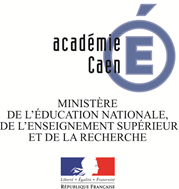 académie
Caen
É
MINISTÈRE
DE L'ÉDUCATION NATIONALE,
DE L'ENSEIGNEMENT SUPÉRIEUR
ET DE LA RECHERCHE
Liberté • Égalité • Fraternité
RÉPUBLIQUE FRANÇAISE